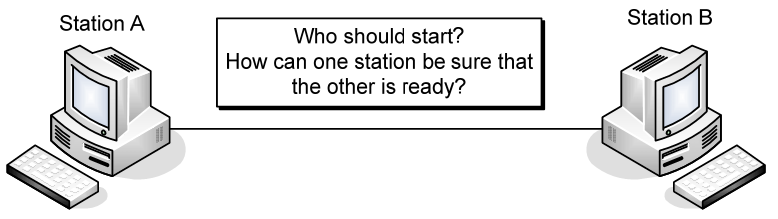 Station A
Station B
Who should start?
How can one station be sure that
the other is ready?